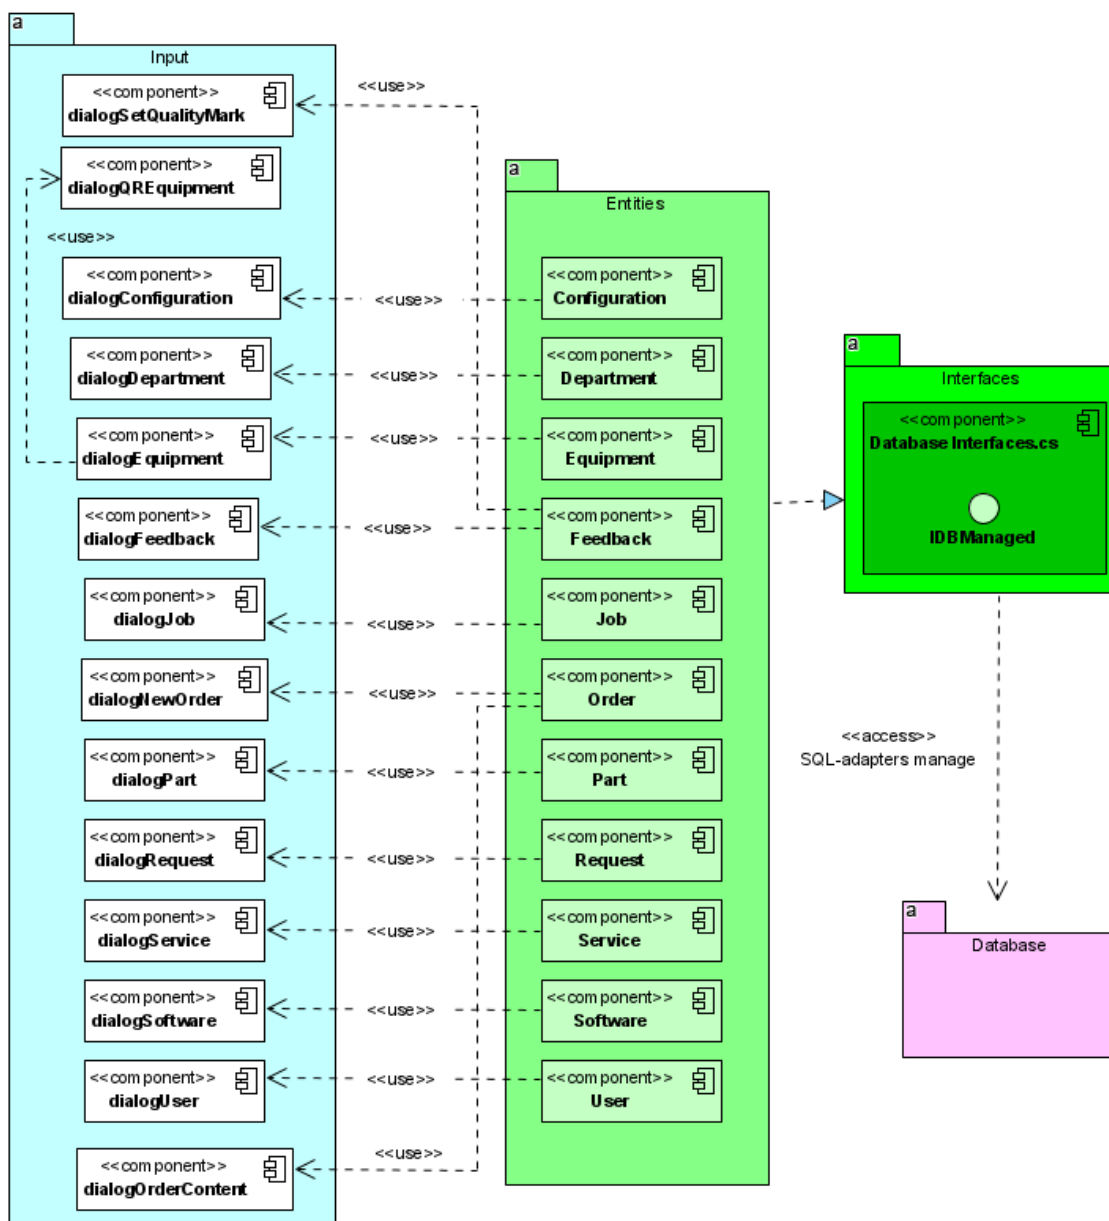 a
Input
<<component>>
dialogSetQualityMark
<<component>>
dialogQREquipment
<<use>>
<<component>>
dialogConfiguration
<<component>>
dialogDepartment
<<component>>
dialogEquipment
<<component>>
dialogFeedback
<<component>>
dialogJob
<<component>>
dialogNewOrder
<<component>>
dialogPart
<<component>>
dialogRequest
<<component>>
dialogService
<<component>>
dialogSoftware
<<component>>
dialogUser
<<component>>
dialogOrderContent
<<use>>
<<use>>
<<use>>
<<use>>
<<use>>
<<use>>
<<use>>
<<use>>
<<use>>
<<use>>
<<use>>
<<use>>
<<use>>
a
Entities
<<component>>
Configuration
<<component>>
Department
<<component>>
Equipment
<<component>>
Feedback
<<component>>
Job
<<component>>
Order
<<component>>
Part
<<component>>
Request
<<component>>
Service
<<component>>
Software
<<component>>
User
a
Interfaces
<<component>>
Database Interfaces.cs
IDBManaged
<<access>>
SQL-adapters manage
a
Database